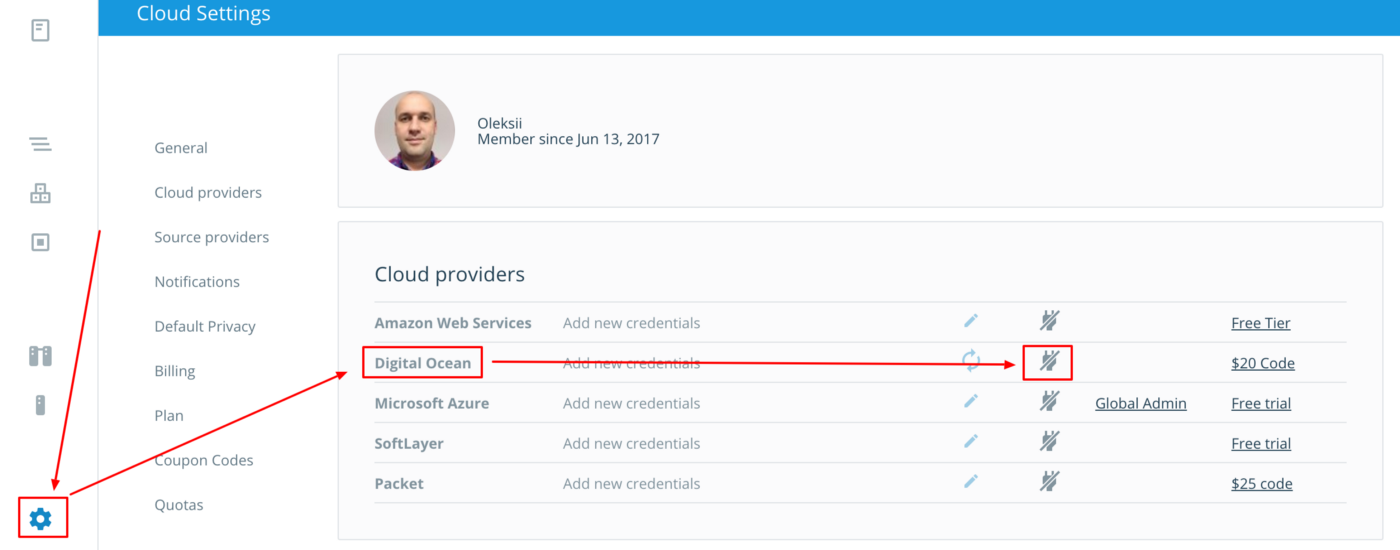 Cloud Settings
Oleksii
Member since Jun 13, 2017
General
Cloud providers
Source providers
Notifications
Default Privacy
Billing
Plan
Coupon Codes
Quotas
Cloud providers
Amazon Web Services Add new credentials Free Tier
Digital Ocean Add new credentials $20 Code
Microsoft Azure Add new credentials Global Admin Free trial
SoftLayer Add new credentials Free trial
Packet Add new credentials $25 code